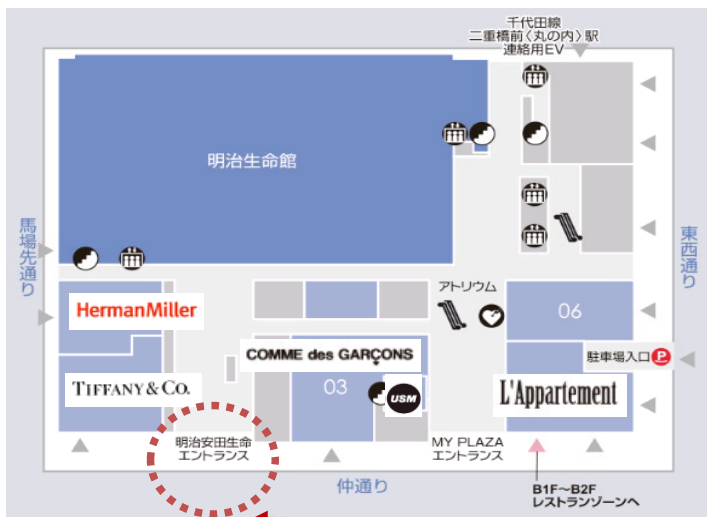 千代田線
二重橋前〈丸の内〉駅
連絡用EV
明治生命館
馬場先通り
東西通り
アトリウム
HermanMiller
06
COMME des GARÇONS
駐車場入口 P
TIFFANY & CO.
03
USM
L'Appartement
明治安田生命
エントランス
MY PLAZA
エントランス
仲通り
B1F～B2F
レストランゾーンへ